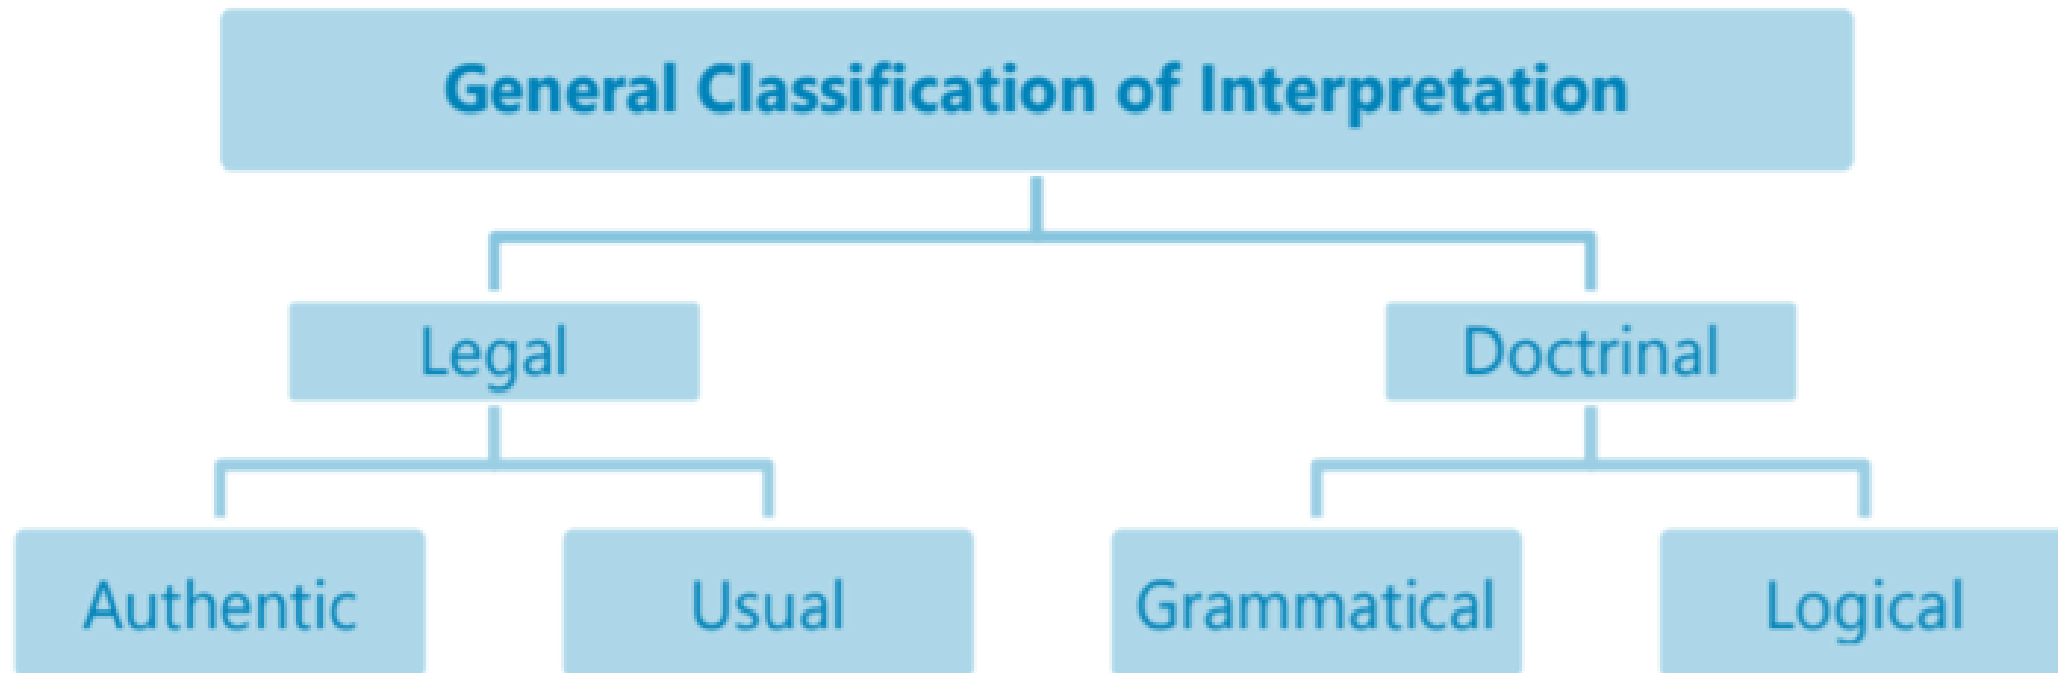 General Classification of Interpretation
Legal
Doctrinal
Authentic
Usual
Grammatical
Logical